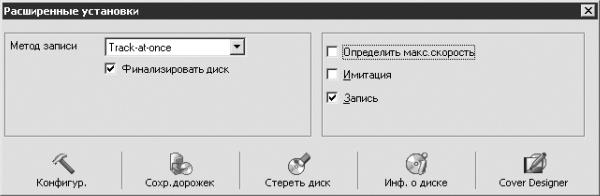 Расширенные установки
Метод записи Track-at-once
Финализировать диск
Определить макс.скорость
Имитация
Запись
Конфигур. Сохр.дорожек Стереть диск Инф. о диске Cover Designer